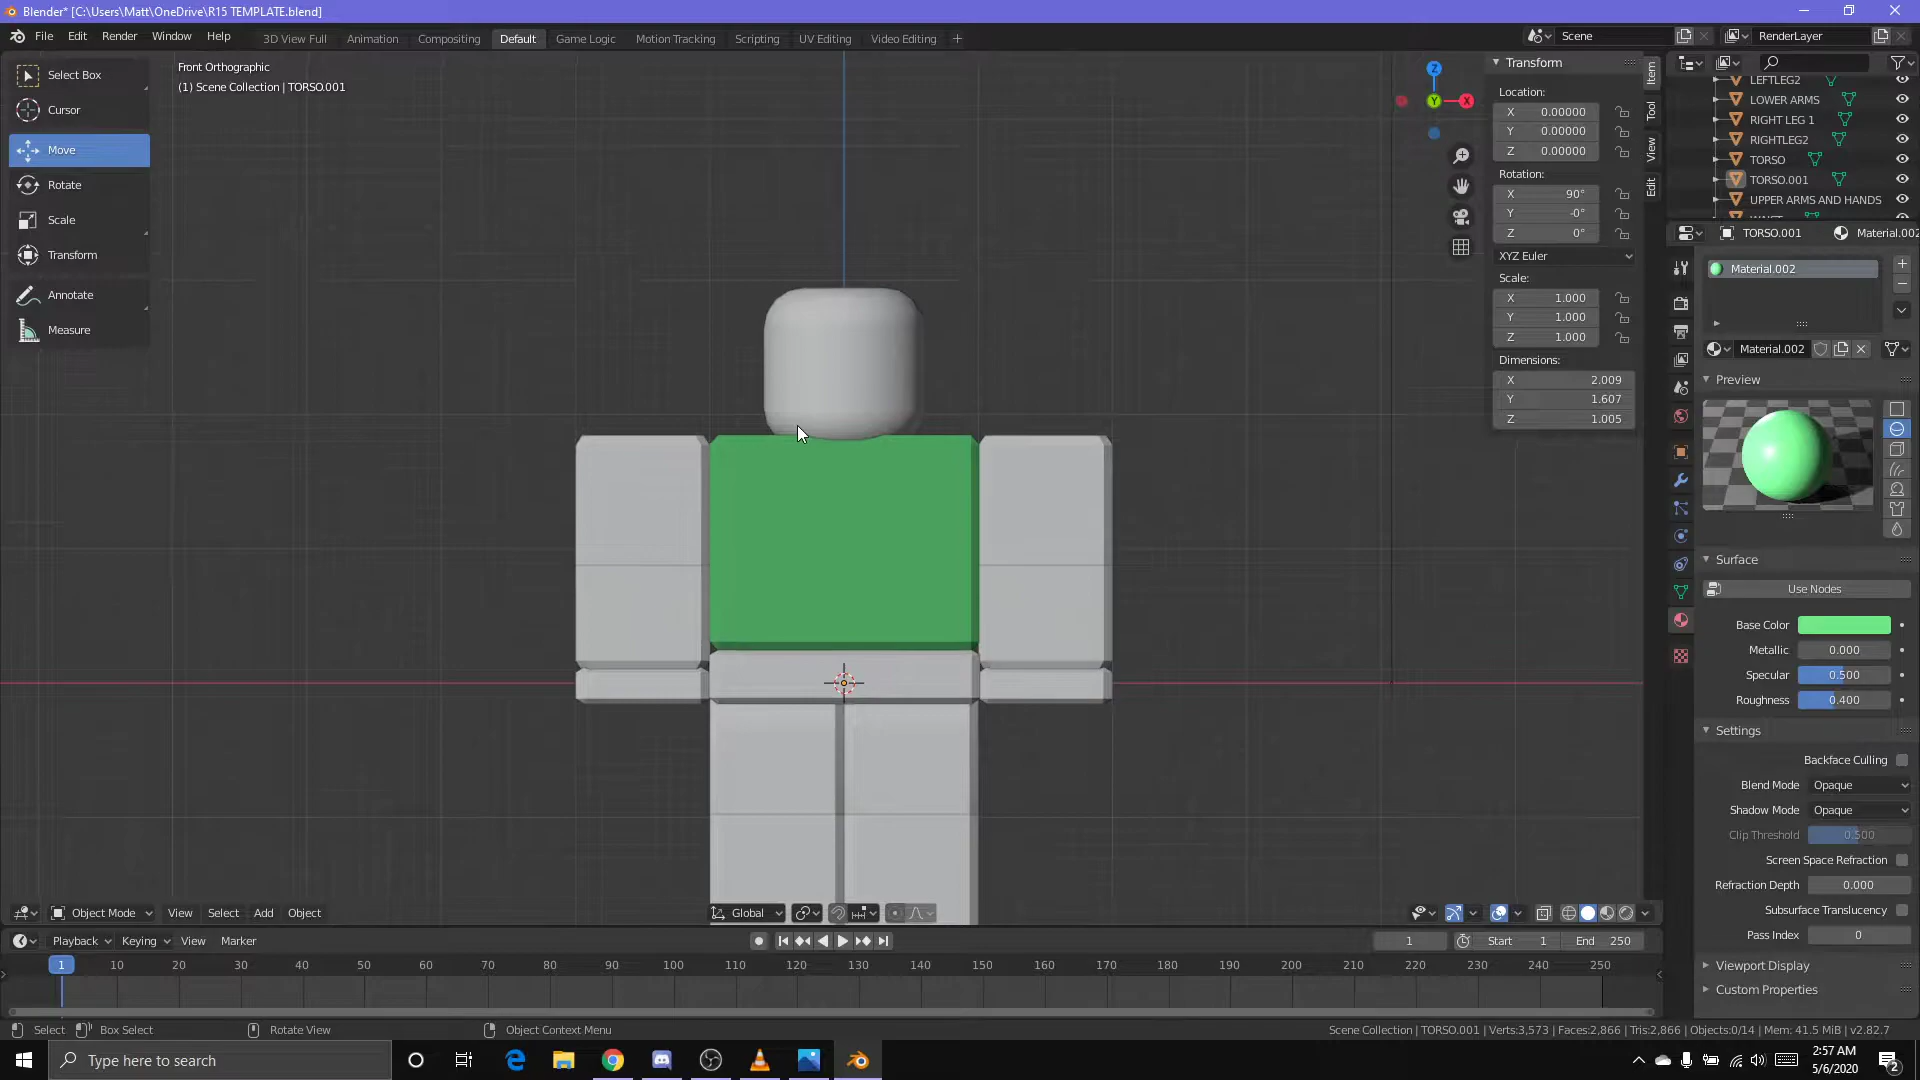 Blender* [C:\Users\Matt\OneDrive\R15 TEMPLATE.blend]
File Edit Render Window Help
3D View Full Animation Compositing Default Game Logic Motion Tracking Scripting UV Editing Video Editing +
Scene
RenderLayer
Select Box
Cursor
Move
Rotate
Scale
Transform
Annotate
Measure
Front Orthographic
(1) Scene Collection | TORSO.001
Z
Y
X
Transform
Location:
X 0.00000
Y 0.00000
Z 0.00000
Rotation:
X 90°
Y -0°
Z 0°
XYZ Euler
Scale:
X 1.000
Y 1.000
Z 1.000
Dimensions:
X 2.009
Y 1.607
Z 1.005
Item
Tool
View
Edit
LEFTLEG2
LOWER ARMS
RIGHT LEG 1
RIGHTLEG2
TORSO
TORSO.001
UPPER ARMS AND HANDS
TORSO.001 Material.002
Material.002
Material.002
Preview
Surface
Use Nodes
Base Color
Metallic 0.000
Specular 0.500
Roughness 0.400
Settings
Backface Culling
Blend Mode Opaque
Shadow Mode Opaque
Clip Threshold 0.500
Screen Space Refraction
Refraction Depth 0.000
Subsurface Translucency
Pass Index 0
Viewport Display
Custom Properties
Object Mode View Select Add Object
Global
Playback Keying View Marker
1 Start 1 End 250
1 10 20 30 40 50 60 70 80 90 100 110 120 130 140 150 160 170 180 190 200 210 220 230 240 250
Select Box Select Rotate View Object Context Menu
Scene Collection | TORSO.001 | Verts:3,573 | Faces:2,866 | Tris:2,866 | Objects:0/14 | Mem: 41.5 MiB | v2.82.7
Type here to search
2:57 AM
5/6/2020
2